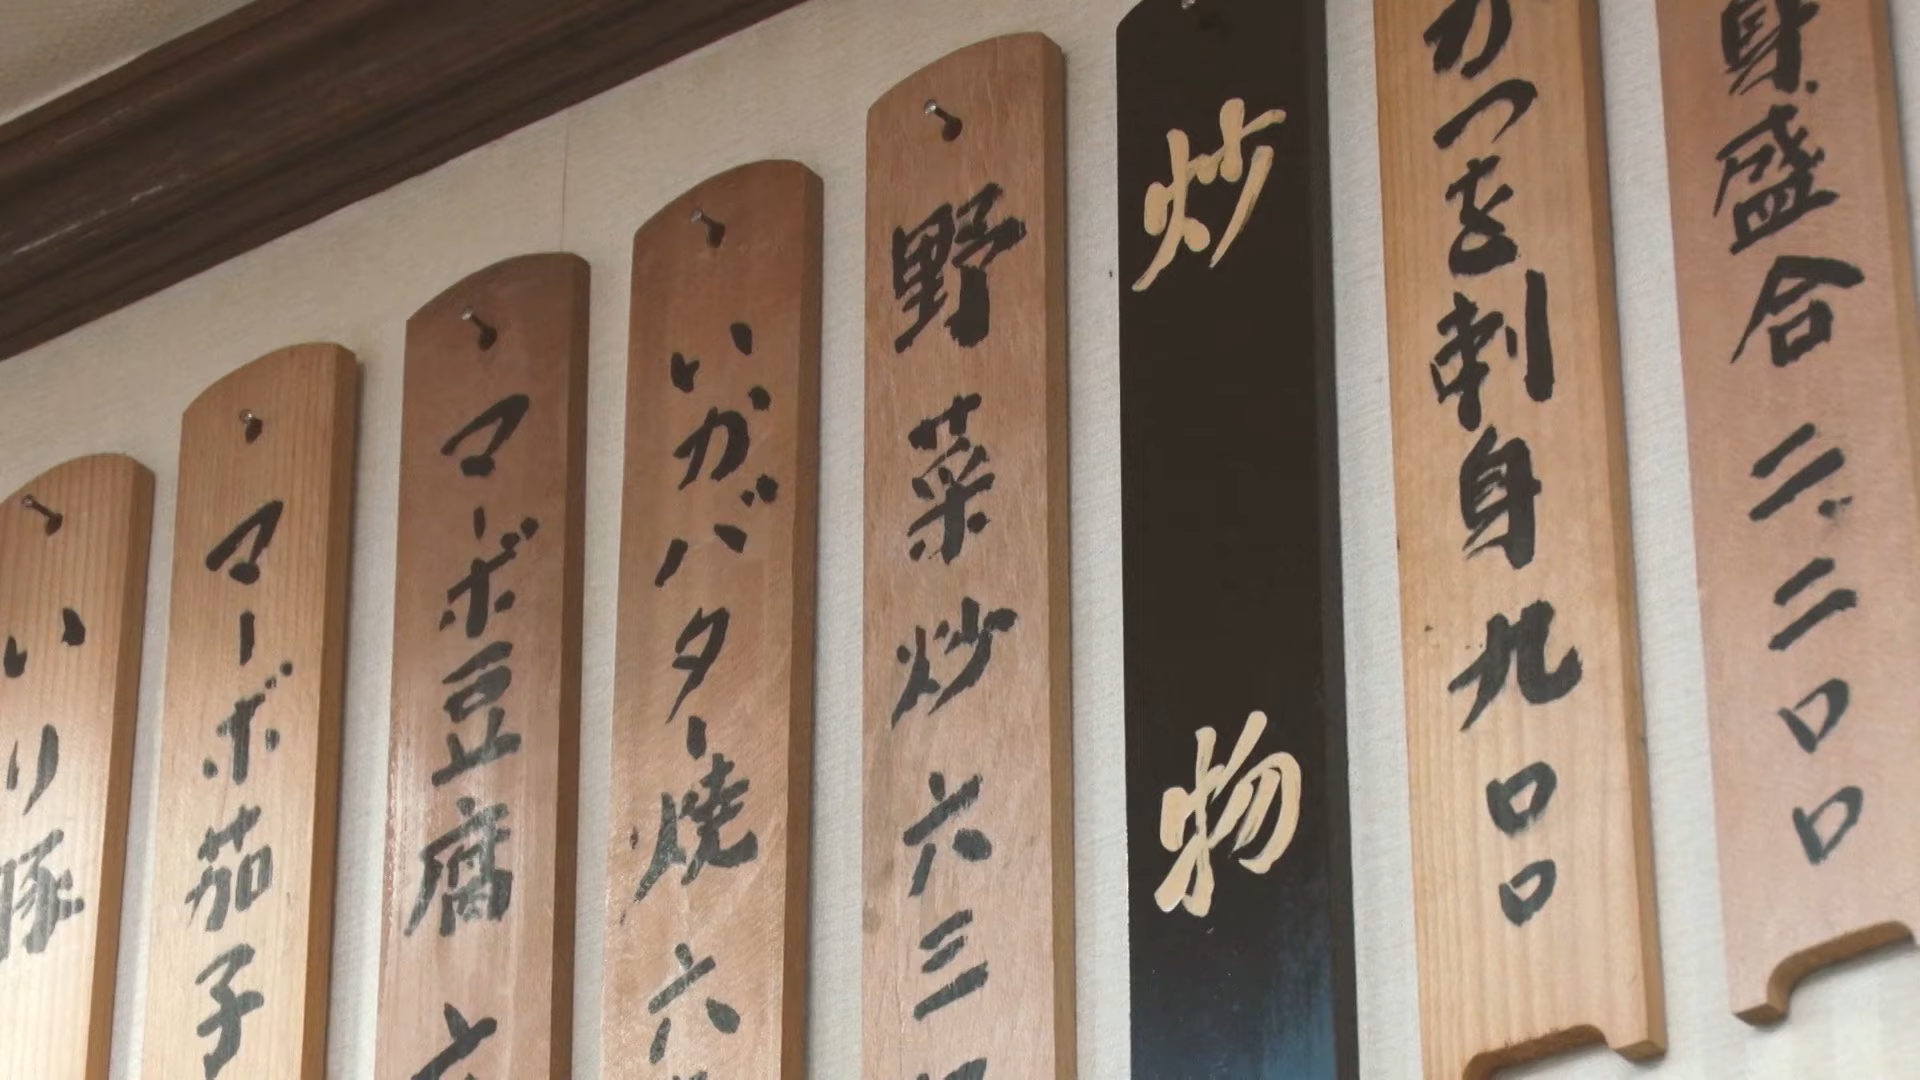 身盛合 二、二〇〇
かつを刺身 九〇〇
炒物
野菜炒 六三
いかバター焼 六
マーボ豆腐 六
マーボ茄子
いり豚